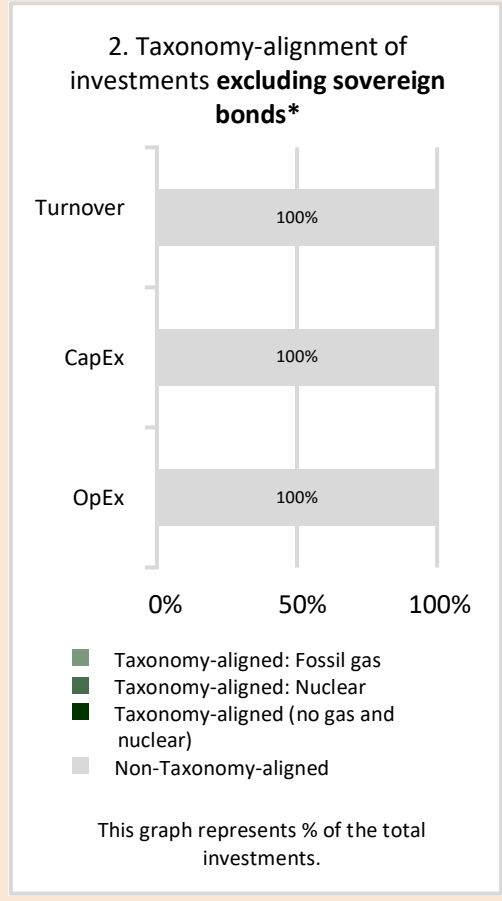 2. Taxonomy-alignment of
investments excluding sovereign
bonds*
Turnover
100%
CapEx
100%
OpEx
100%
0% 50% 100%
Taxonomy-aligned: Fossil gas
Taxonomy-aligned: Nuclear
Taxonomy-aligned (no gas and
nuclear)
Non-Taxonomy-aligned
This graph represents % of the total
investments.